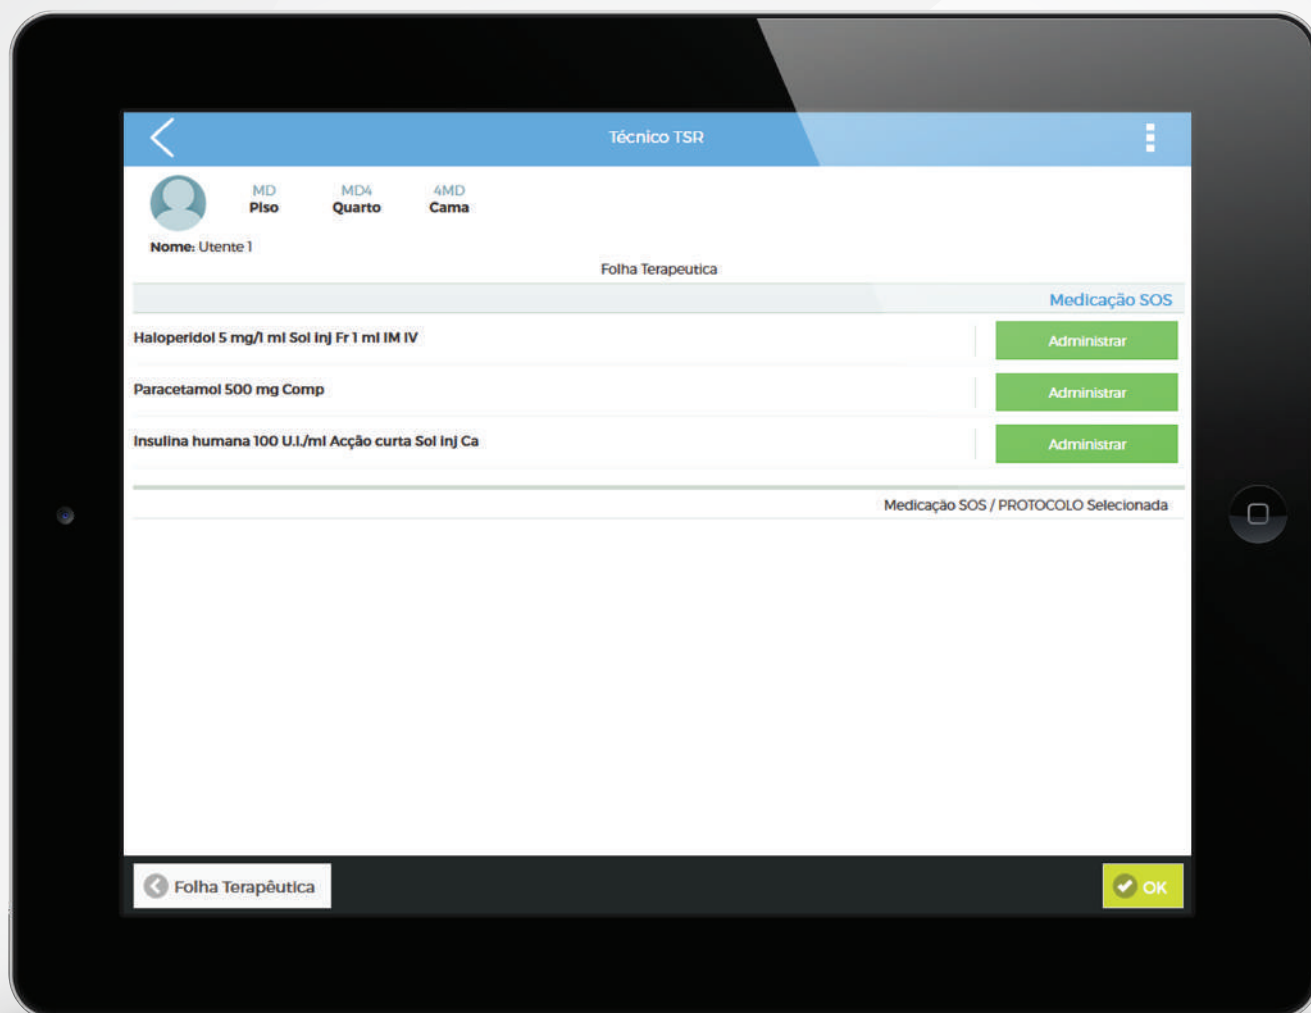 Técnico TSR
MD MD4 4MD
Piso Quarto Cama
Nome: Utente 1
Folha Terapeutica
Medicação SOS
Haloperidol 5 mg/1 ml Sol inj Fr 1 ml IM IV
Administrar
Paracetamol 500 mg Comp
Administrar
Insulina humana 100 U.I./ml Acção curta Sol inj Ca
Administrar
Medicação SOS / PROTOCOLO Selecionada
Folha Terapêutica
OK